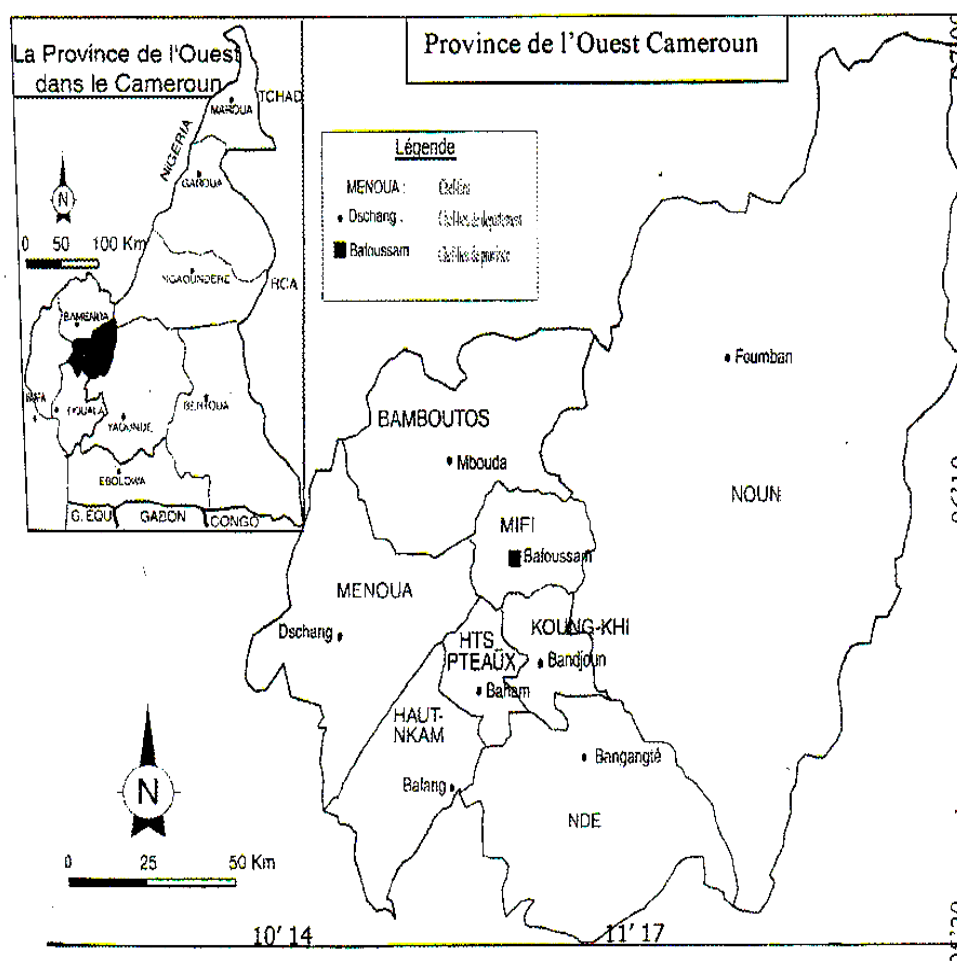 La Province de l'Ouest
dans le Cameroun
Province de l'Ouest Cameroun
TCHAD
MAROUA
NIGERIA
GAROUA
N
0 50 100 Km
NGAOUNDERE
RCA
BAMENDA
DOUALA
YAOUNDE
BERTOUA
EBOLOWA
G. EQU
GABON
CONGO
Légende
MENOUA :
Dschang .
Bafoussam
Foumban
BAMBOUTOS
Mbouda
NOUN
MIFI
Bafoussam
MENOUA
KOUNG-KHI
Dschang
HTS
PTEAUX
Bandjoun
Baham
HAUT-
NKAM
Bangangté
Bafang
NDE
N
0 25 50 Km
10' 14
11' 17